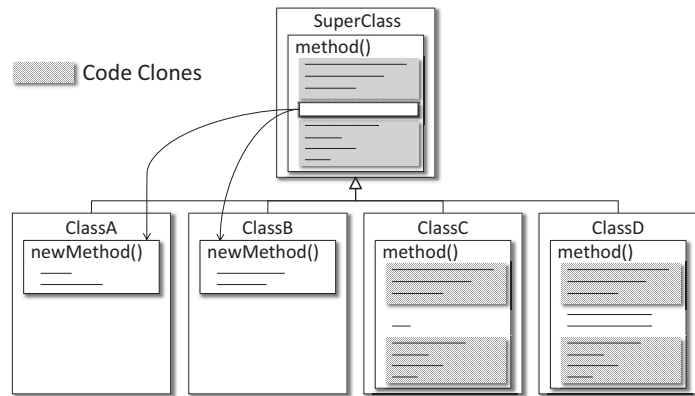 SuperClass
method()
Code Clones
ClassA
newMethod()
ClassB
newMethod()
ClassC
method()
ClassD
method()